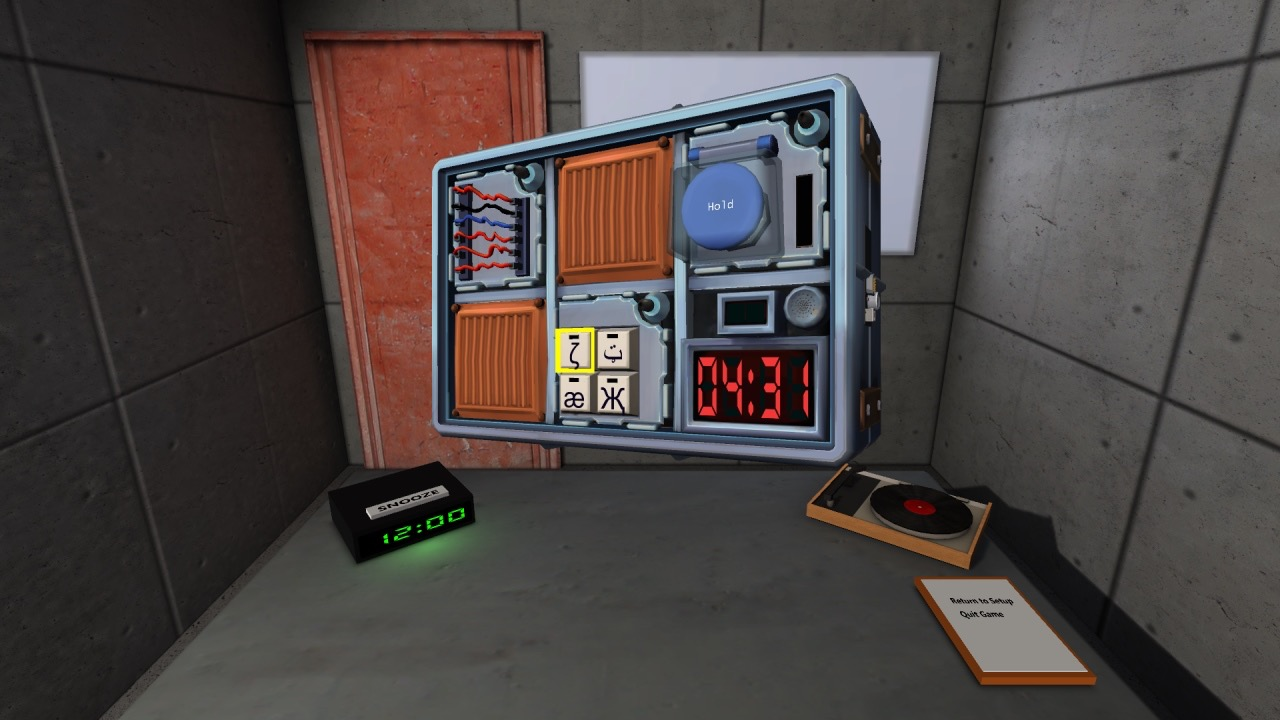 Hold
ζ ټ
æ Җ
04:31
SNOOZE
12:00
Return to Setup
Quit Game